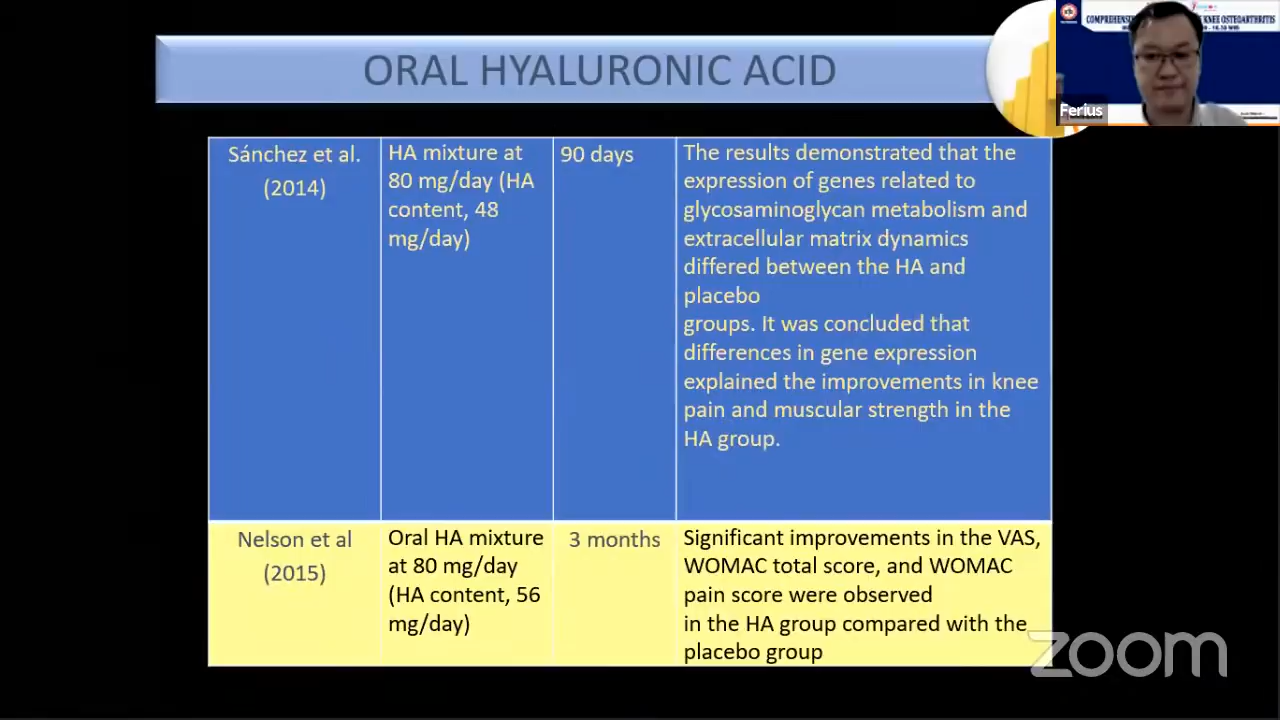 ORAL HYALURONIC ACID
KNEE OSTEOARTHRITIS
Ferius
Sánchez et al.
(2014)
HA mixture at
80 mg/day (HA
content, 48
mg/day)
90 days
The results demonstrated that the
expression of genes related to
glycosaminoglycan metabolism and
extracellular matrix dynamics
differed between the HA and
placebo
groups. It was concluded that
differences in gene expression
explained the improvements in knee
pain and muscular strength in the
HA group.
Nelson et al
(2015)
Oral HA mixture
at 80 mg/day
(HA content, 56
mg/day)
3 months
Significant improvements in the VAS,
WOMAC total score, and WOMAC
pain score were observed
in the HA group compared with the
placebo group
zoom